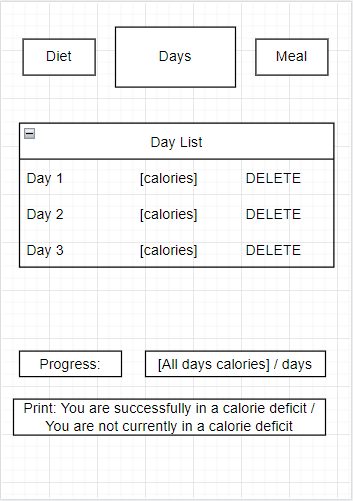 Diet Days Meal
Day List
Day 1 [calories] DELETE
Day 2 [calories] DELETE
Day 3 [calories] DELETE
Progress: [All days calories] / days
Print: You are successfully in a calorie deficit /
You are not currently in a calorie deficit